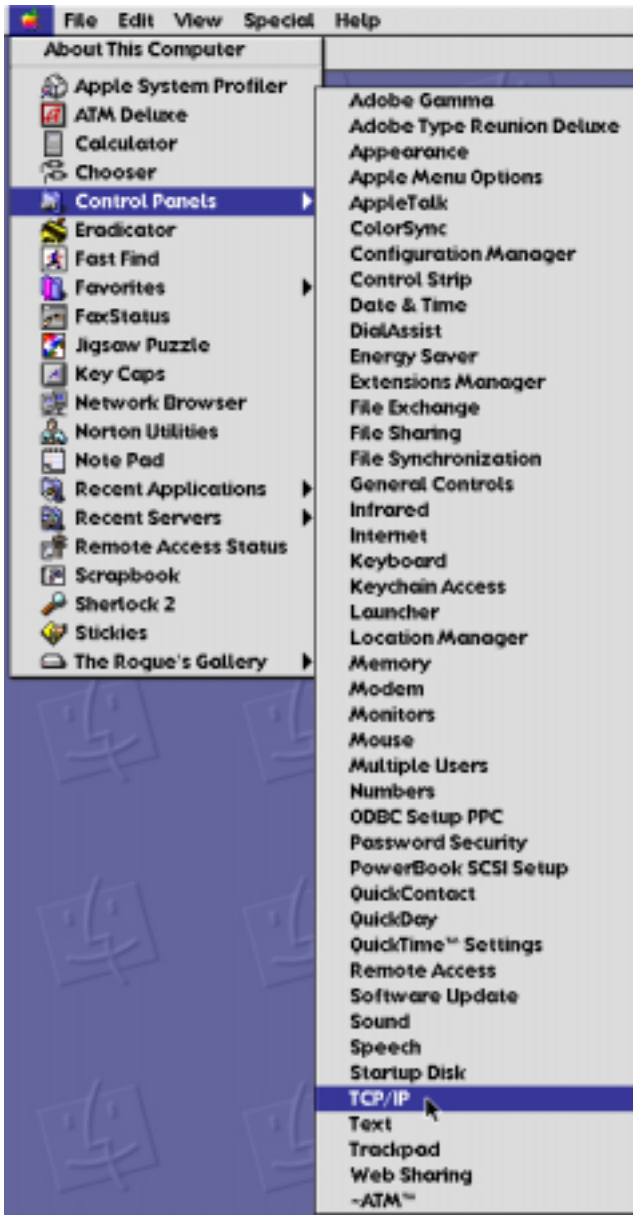 File Edit View Special Help
About This Computer
Apple System Profiler
ATM Deluxe
Calculator
Chooser
Control Panels
Eradicator
Fast Find
Favorites
FaxStatus
Jigsaw Puzzle
Key Caps
Network Browser
Norton Utilities
Note Pad
Recent Applications
Recent Servers
Remote Access Status
Scrapbook
Sherlock 2
Stickies
The Rogue's Gallery
Adobe Gamma
Adobe Type Reunion Deluxe
Appearance
Apple Menu Options
AppleTalk
ColorSync
Configuration Manager
Control Strip
Date & Time
DialAssist
Energy Saver
Extensions Manager
File Exchange
File Sharing
File Synchronization
General Controls
Infrared
Internet
Keyboard
Keychain Access
Launcher
Location Manager
Memory
Modem
Monitors
Mouse
Multiple Users
Numbers
ODBC Setup PPC
Password Security
PowerBook SCSI Setup
QuickContact
QuickDay
QuickTime™ Settings
Remote Access
Software Update
Sound
Speech
Startup Disk
TCP/IP
Text
Trackpad
Web Sharing
~ATM™